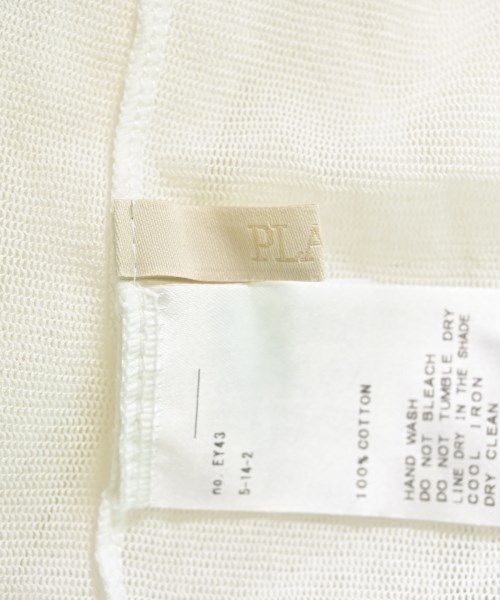 PLA
no. EY43
5-14-2
100% COTTON
HAND WASH
DO NOT BLEACH
DO NOT TUMBLE DRY
LINE DRY IN THE SHADE
COOL IRON
DRY CLEAN